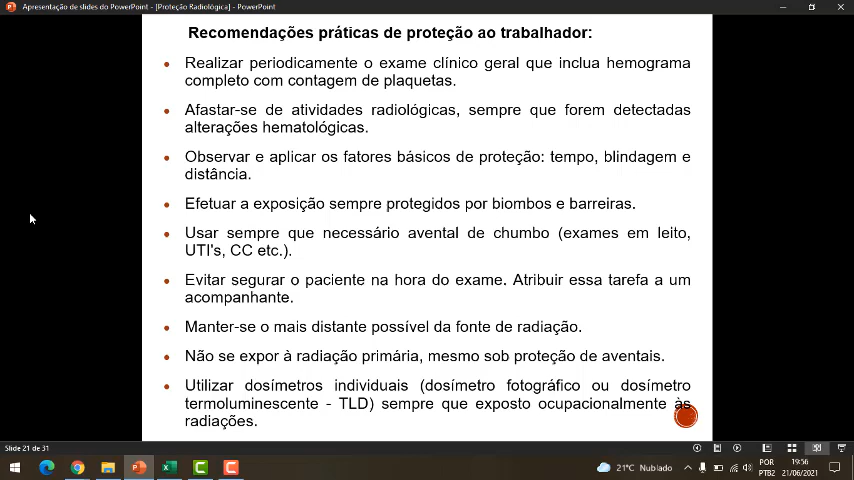 Apresentação de slides do PowerPoint - [Proteção Radiológica] - PowerPoint
Recomendações práticas de proteção ao trabalhador:
Realizar periodicamente o exame clínico geral que inclua hemograma
completo com contagem de plaquetas.
Afastar-se de atividades radiológicas, sempre que forem detectadas
alterações hematológicas.
Observar e aplicar os fatores básicos de proteção: tempo, blindagem e
distância.
Efetuar a exposição sempre protegidos por biombos e barreiras.
Usar sempre que necessário avental de chumbo (exames em leito,
UTI's, CC etc.).
Evitar segurar o paciente na hora do exame. Atribuir essa tarefa a um
acompanhante.
Manter-se o mais distante possível da fonte de radiação.
Não se expor à radiação primária, mesmo sob proteção de aventais.
Utilizar dosímetros individuais (dosímetro fotográfico ou dosímetro
termoluminescente - TLD) sempre que exposto ocupacionalmente às
radiações.
Slide 21 de 31
21°C Nublado
POR
PTB2
19:56
21/06/2021